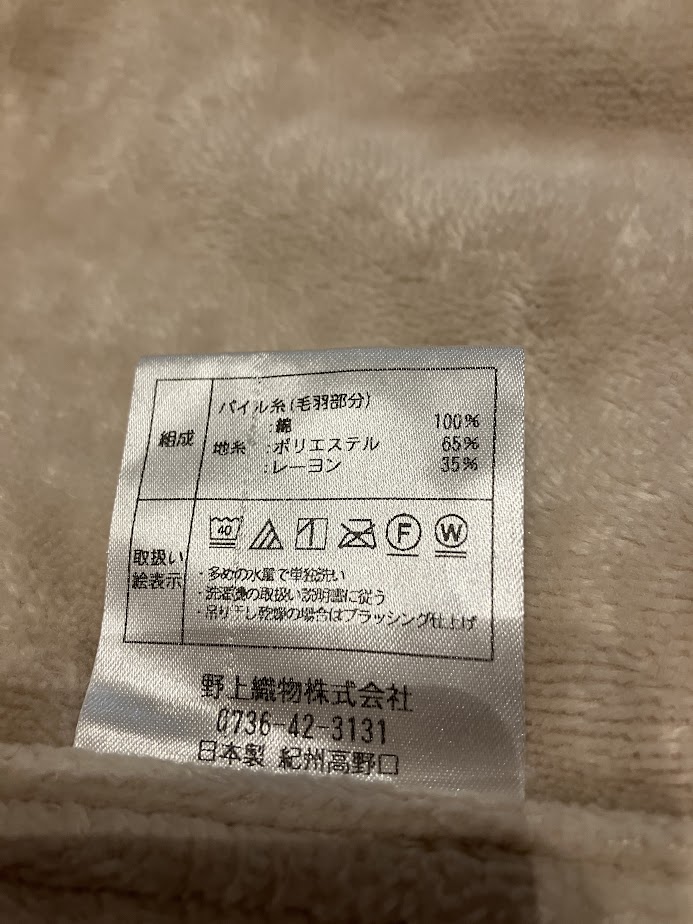 組成
パイル糸(毛羽部分)
:綿 100%
地糸 :ポリエステル 65%
:レーヨン 35%
取扱い
絵表示
40 F W
・多めの水量で単独洗い
・洗濯機の取扱い説明書に従う
・吊り干し乾燥の場合はブラッシング仕上げ
野上織物株式会社
0736-42-3131
日本製 紀州高野口